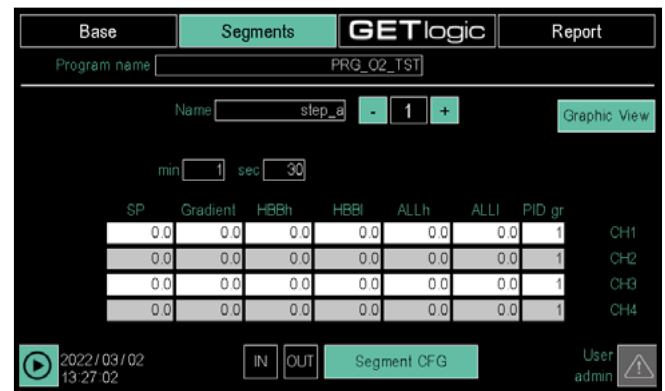 Base Segments GETlogic Report
Program name PRG_02_TST
Name step_a - 1 + Graphic View
min 1 sec 30
SP Gradient HBBh HBBl ALLh ALLl PID gr
0.0 0.0 0.0 0.0 0.0 0.0 1 CH1
0.0 0.0 0.0 0.0 0.0 0.0 1 CH2
0.0 0.0 0.0 0.0 0.0 0.0 1 CH3
0.0 0.0 0.0 0.0 0.0 0.0 1 CH4
2022/03/02 IN OUT Segment CFG User
13:27:02 admin